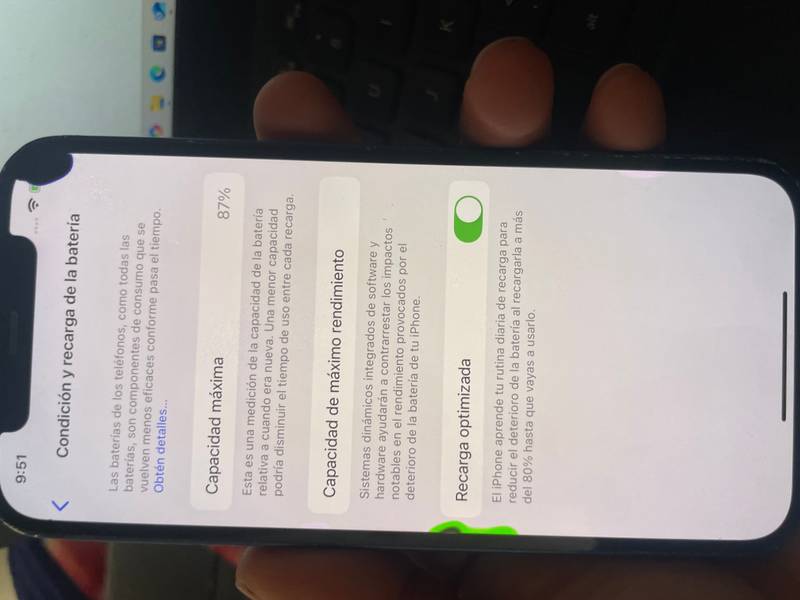 9:51
Condición y recarga de la batería
Las baterías de los teléfonos, como todas las
baterías, son componentes de consumo que se
vuelven menos eficaces conforme pasa el tiempo.
Obtén detalles...
Capacidad máxima 87%
Esta es una medición de la capacidad de la batería
relativa a cuando era nueva. Una menor capacidad
podría disminuir el tiempo de uso entre cada recarga.
Capacidad de máximo rendimiento
Sistemas dinámicos integrados de software y
hardware ayudarán a contrarrestar los impactos
notables en el rendimiento provocados por el
deterioro de la batería de tu iPhone.
Recarga optimizada
El iPhone aprende tu rutina diaria de recarga para
reducir el deterioro de la batería al recargarla a más
del 80% hasta que vayas a usarlo.
K
J
U
alt